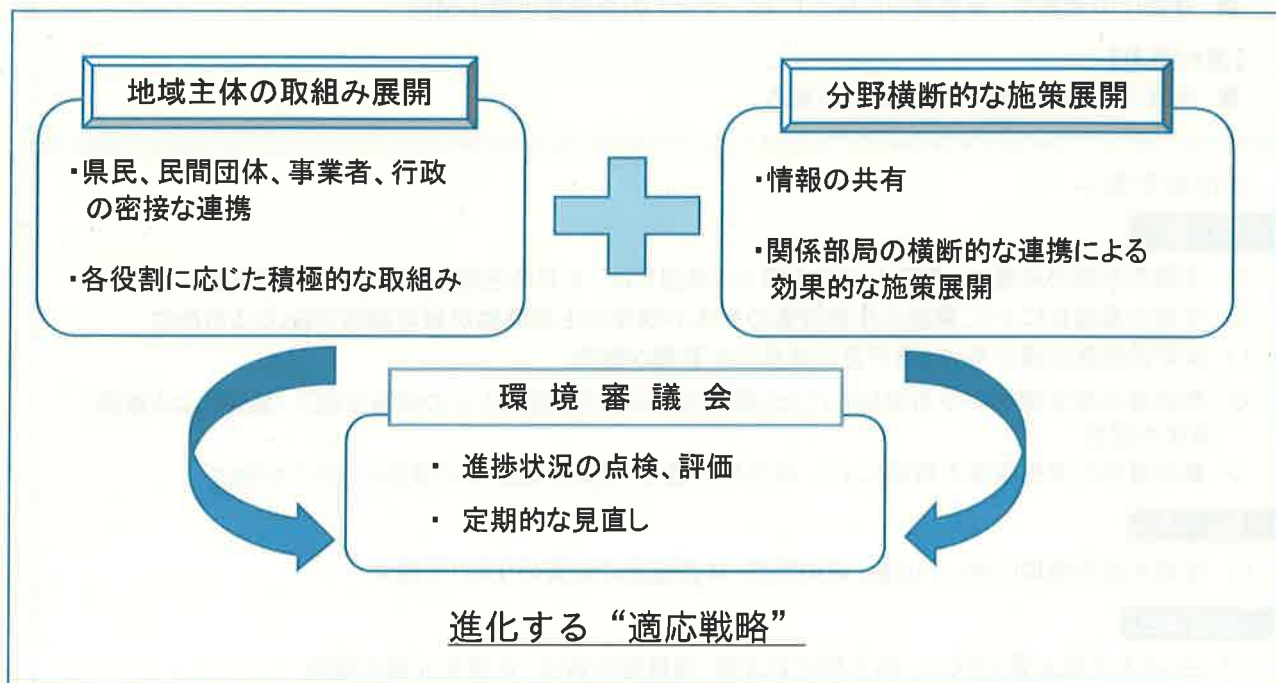 地域主体の取組み展開
・県民、民間団体、事業者、行政
の密接な連携
・各役割に応じた積極的な取組み
分野横断的な施策展開
・情報の共有
・関係部局の横断的な連携による
効果的な施策展開
環境審議会
・ 進捗状況の点検、評価
・ 定期的な見直し
進化する “適応戦略”